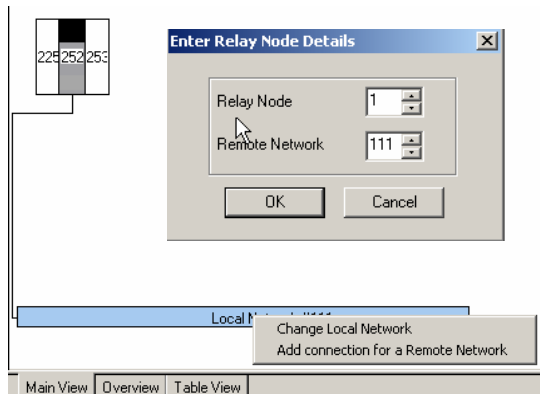 225 252 253
Enter Relay Node Details
Relay Node 1
Remote Network 111
OK Cancel
Local
Change Local Network
Add connection for a Remote Network
Main View Overview Table View